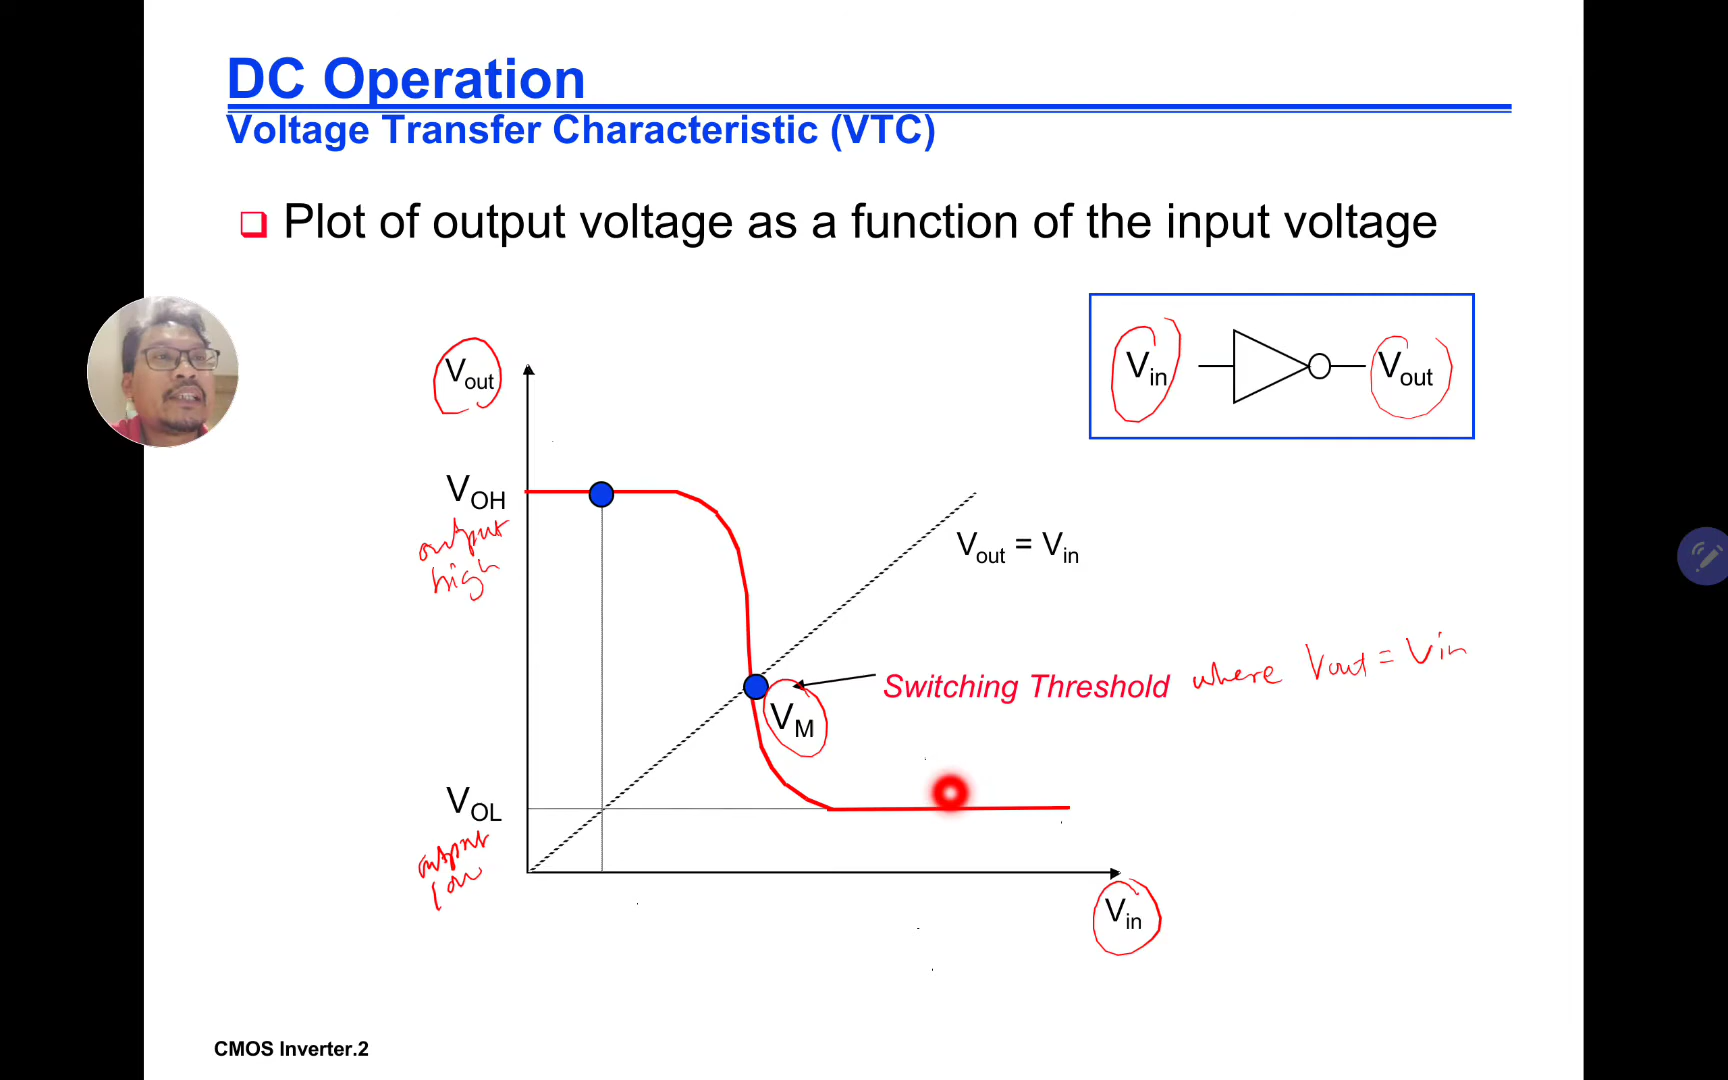 DC Operation
Voltage Transfer Characteristic (VTC)
Plot of output voltage as a function of the input voltage
Vin
Vout
Vout
VOH
output
high
Vout = Vin
Switching Threshold where Vout = Vin
VM
VOL
output
low
Vin
CMOS Inverter.2